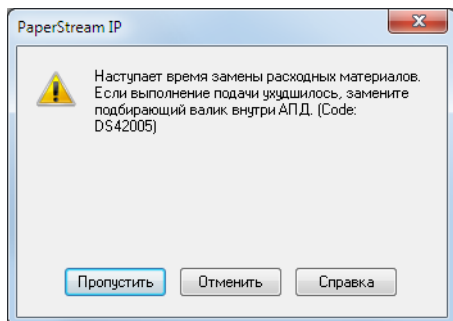 PaperStream IP
Наступает время замены расходных материалов.
Если выполнение подачи ухудшилось, замените
подбирающий валик внутри АПД. (Code:
DS42005)
Пропустить Отменить Справка